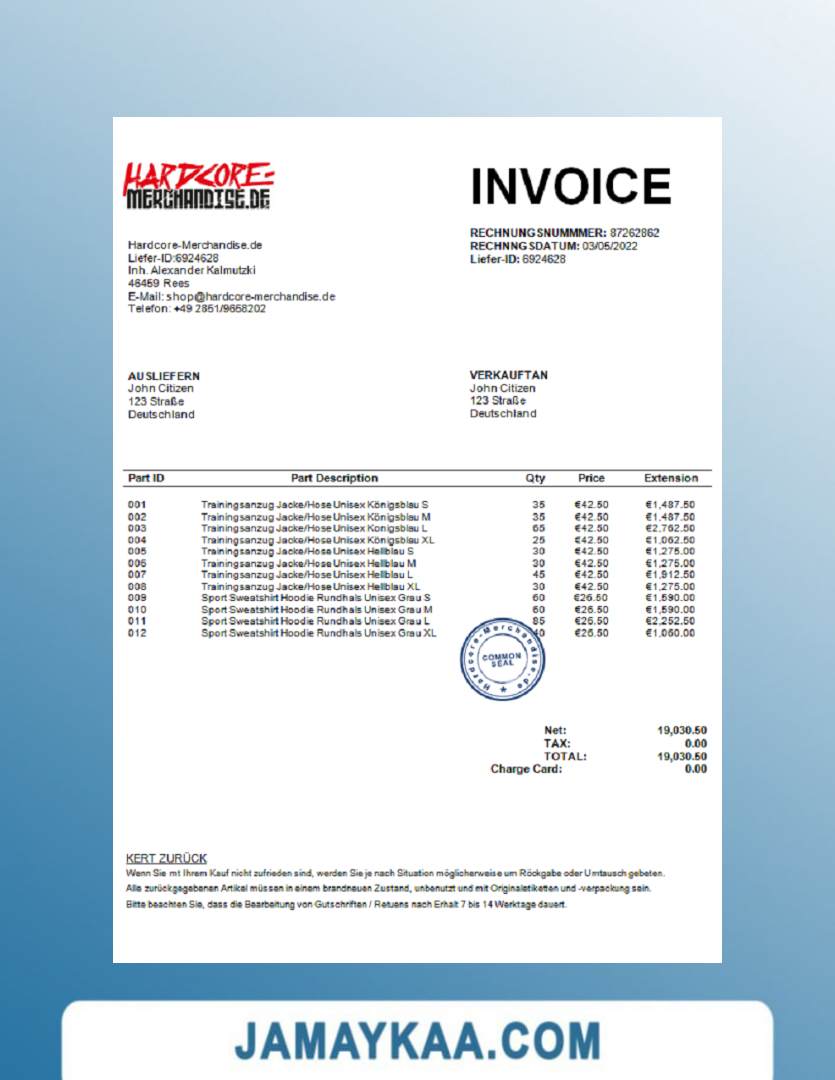 HARDCORE-
MERCHANDISE.DE
INVOICE
RECHNUNGSNUMMMER: 87262862
RECHNNGSDATUM: 03/05/2022
Liefer-ID: 6924628
Hardcore-Merchandise.de
Liefer-ID:6924628
Inh. Alexander Kalmutzki
46459 Rees
E-Mail: shop@hardcore-merchandise.de
Telefon: +49 2851/9658202
AUSLIEFERN
John Citizen
123 Straße
Deutschland
VERKAUFTAN
John Citizen
123 Straße
Deutschland
Part ID Part Description Qty Price Extension
001 Trainingsanzug Jacke/Hose Unisex Königsblau S 35 €42.50 €1,487.50
002 Trainingsanzug Jacke/Hose Unisex Königsblau M 35 €42.50 €1,487.50
003 Trainingsanzug Jacke/Hose Unisex Königsblau L 65 €42.50 €2,762.50
004 Trainingsanzug Jacke/Hose Unisex Königsblau XL 25 €42.50 €1,062.50
005 Trainingsanzug Jacke/Hose Unisex Hellblau S 30 €42.50 €1,275.00
006 Trainingsanzug Jacke/Hose Unisex Hellblau M 30 €42.50 €1,275.00
007 Trainingsanzug Jacke/Hose Unisex Hellblau L 45 €42.50 €1,912.50
008 Trainingsanzug Jacke/Hose Unisex Hellblau XL 30 €42.50 €1,275.00
009 Sport Sweatshirt Hoodie Rundhals Unisex Grau S 60 €26.50 €1,590.00
010 Sport Sweatshirt Hoodie Rundhals Unisex Grau M 60 €26.50 €1,590.00
011 Sport Sweatshirt Hoodie Rundhals Unisex Grau L 85 €26.50 €2,252.50
012 Sport Sweatshirt Hoodie Rundhals Unisex Grau XL 40 €26.50 €1,060.00
Hardcore-Merchandise-de
COMMON
SEAL
Net: 19,030.50
TAX: 0.00
TOTAL: 19,030.50
Charge Card: 0.00
KERT ZURÜCK
Wenn Sie mt Ihrem Kauf nicht zufrieden sind, werden Sie je nach Situation möglicherweise um Rückgabe oder Umtausch gebeten.
Alle zurückgegebenen Artikel müssen in einem brandneuen Zustand, unbenutzt und mit Originaletiketten und -verpackung sein.
Bitte beachten Sie, dass die Bearbeitung von Gutschriften / Retuens nach Erhalt 7 bis 14 Werktage dauert.
JAMAYKAA.COM